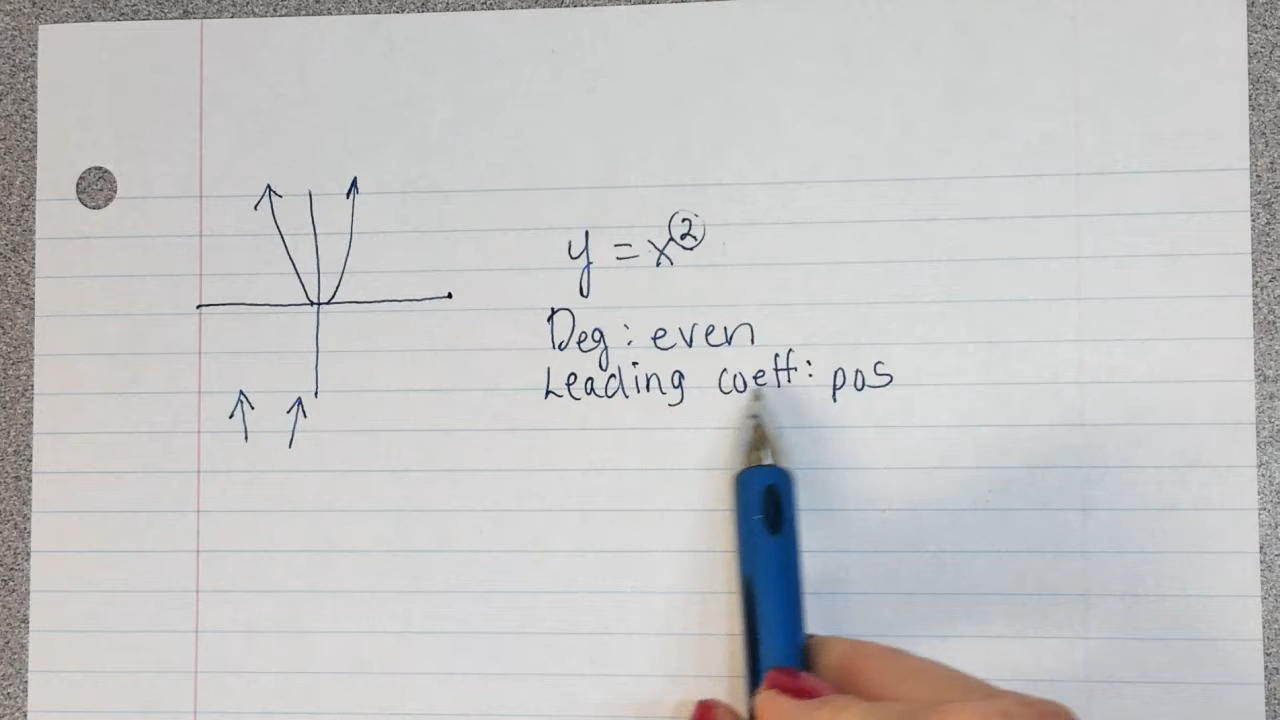 y = x²
Deg: even
Leading coeff: pos